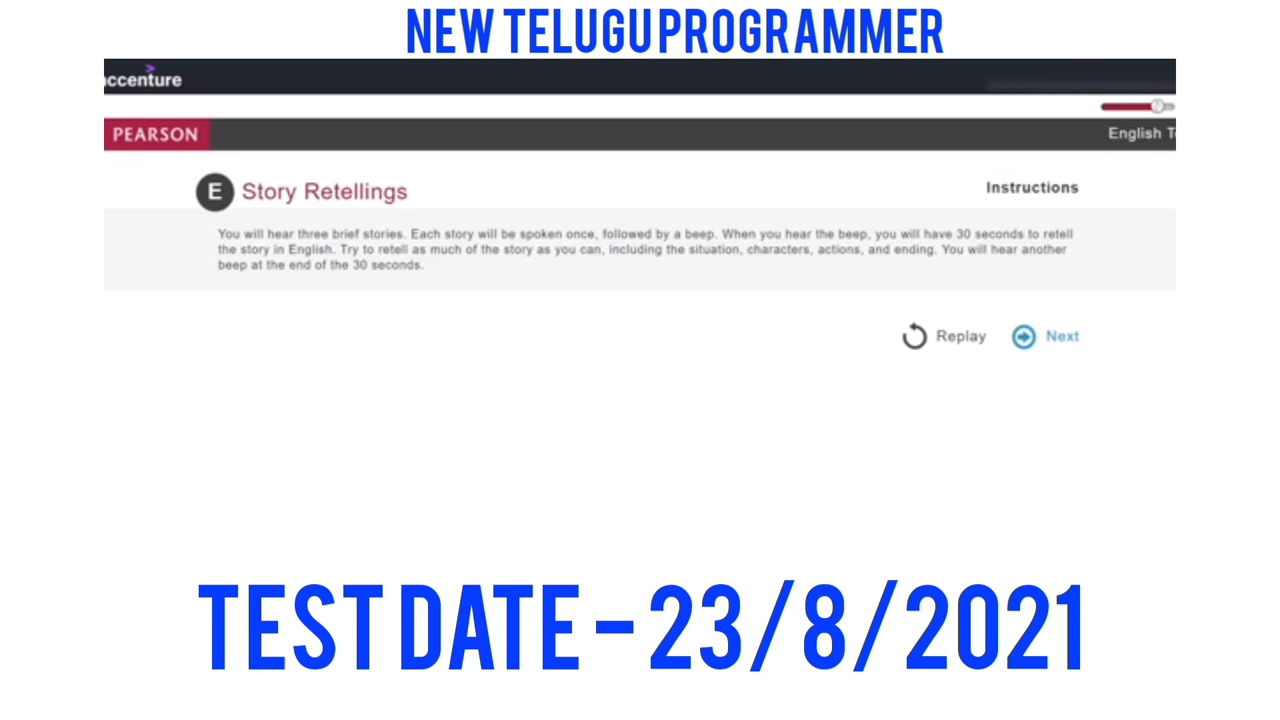 NEW TELUGU PROGRAMMER
accenture
PEARSON
English T
E Story Retellings
Instructions
You will hear three brief stories. Each story will be spoken once, followed by a beep. When you hear the beep, you will have 30 seconds to retell
the story in English. Try to retell as much of the story as you can, including the situation, characters, actions, and ending. You will hear another
beep at the end of the 30 seconds.
Replay Next
TEST DATE - 23/8/2021